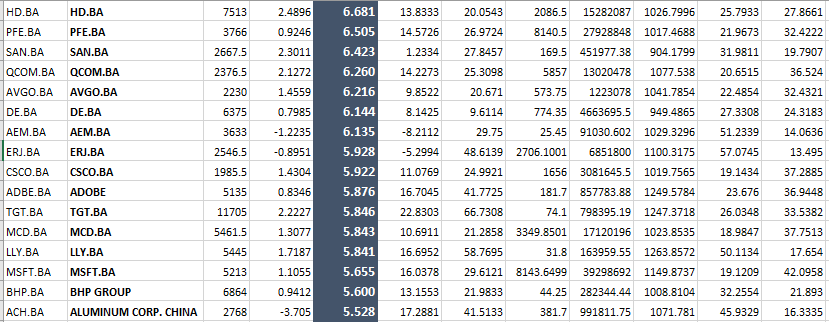 HD.BA HD.BA 7513 2.4896 6.681 13.8333 20.0543 2086.5 15282087 1026.7996 25.7933 27.8661
PFE.BA PFE.BA 3766 0.9246 6.505 14.5726 26.9724 8140.5 27928848 1017.4688 21.9673 32.4222
SAN.BA SAN.BA 2667.5 2.3011 6.423 1.2334 27.8457 169.5 451977.38 904.1799 31.9811 19.7907
QCOM.BA QCOM.BA 2376.5 2.1272 6.260 14.2273 25.3098 5857 13020478 1077.538 20.6515 36.524
AVGO.BA AVGO.BA 2230 1.4559 6.216 9.8522 20.671 573.75 1223078 1041.7854 22.4854 32.4321
DE.BA DE.BA 6375 0.7985 6.144 8.1425 9.6114 774.35 4663695.5 949.4865 27.3308 24.3183
AEM.BA AEM.BA 3633 -1.2235 6.135 -8.2112 29.75 25.45 91030.602 1029.3296 51.2339 14.0636
ERJ.BA ERJ.BA 2546.5 -0.8951 5.928 -5.2994 48.6139 2706.1001 6851800 1100.3175 57.0745 13.495
CSCO.BA CSCO.BA 1985.5 1.4304 5.922 11.0769 24.9921 1656 3081645.5 1019.7565 19.1434 37.2885
ADBE.BA ADOBE 5135 0.8346 5.876 16.7045 41.7725 181.7 857783.88 1249.5784 23.676 36.9448
TGT.BA TGT.BA 11705 2.2227 5.846 22.8303 66.7308 74.1 798395.19 1247.3718 26.0348 33.5382
MCD.BA MCD.BA 5461.5 1.3077 5.843 10.6911 21.2858 3349.8501 17120196 1023.8535 18.9847 37.7513
LLY.BA LLY.BA 5445 1.7187 5.841 16.6952 58.7695 31.8 163959.55 1263.8572 50.1134 17.654
MSFT.BA MSFT.BA 5213 1.1055 5.655 16.0378 29.6121 8143.6499 39298692 1149.8737 19.1209 42.0958
BHP.BA BHP GROUP 6864 0.9412 5.600 13.1553 21.9833 44.25 282344.44 1008.8104 32.2554 21.893
ACH.BA ALUMINUM CORP. CHINA 2768 -3.705 5.528 17.2881 41.5133 381.7 991811.75 1071.781 45.9329 16.3335